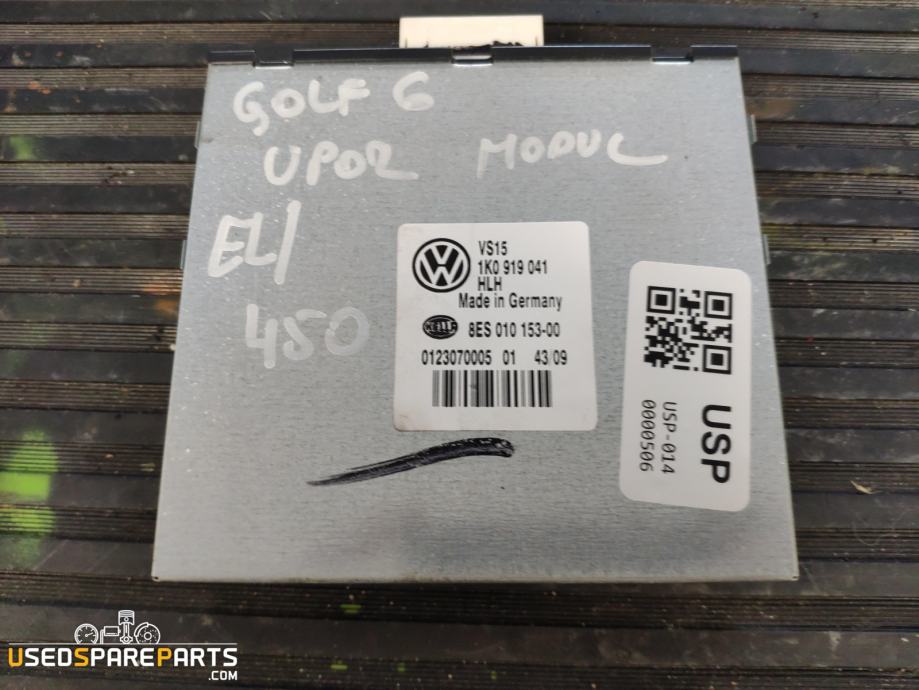 GOLF 6
UPOR MODUL
EL/
450
VS15
1K0 919 041
HLH
Made in Germany
HELLA 8ES 010 153-00
0123070005 01 43 09
USP
USP-014
0000506
USEDSPAREPARTS
.COM